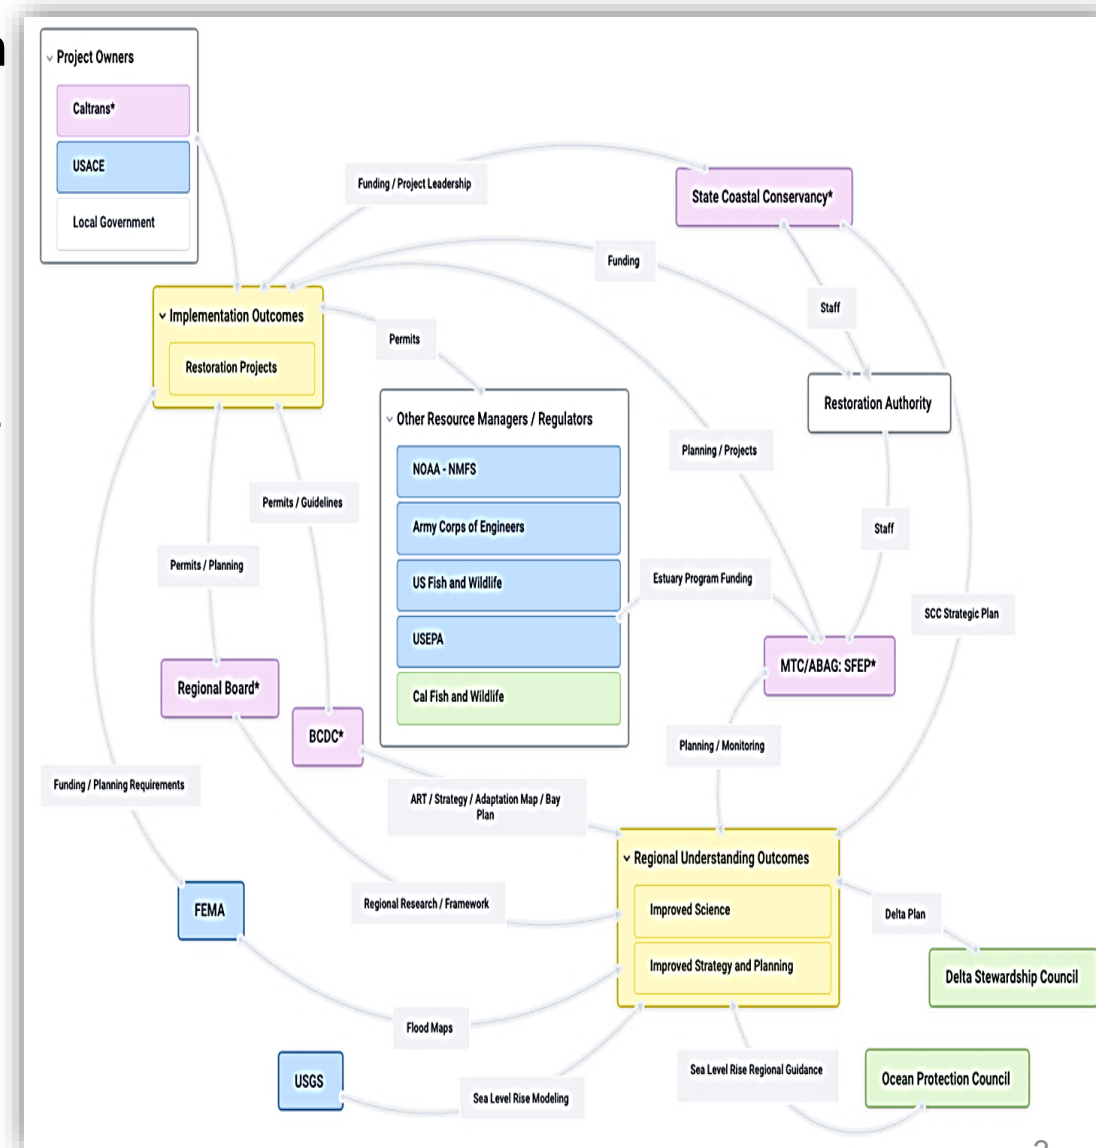 Project Owners
Caltrans*
USACE
Local Government
Funding / Project Leadership
State Coastal Conservancy*
Funding
Staff
Implementation Outcomes
Restoration Projects
Permits
Restoration Authority
Other Resource Managers / Regulators
NOAA - NMFS
Army Corps of Engineers
US Fish and Wildlife
USEPA
Cal Fish and Wildlife
Planning / Projects
Permits / Guidelines
Staff
Permits / Planning
Estuary Program Funding
SCC Strategic Plan
MTC/ABAG: SFEP*
Regional Board*
BCDC*
Planning / Monitoring
Funding / Planning Requirements
ART / Strategy / Adaptation Map / Bay
Plan
Regional Understanding Outcomes
Improved Science
Improved Strategy and Planning
Regional Research / Framework
FEMA
Delta Plan
Delta Stewardship Council
Flood Maps
USGS
Sea Level Rise Modeling
Sea Level Rise Regional Guidance
Ocean Protection Council